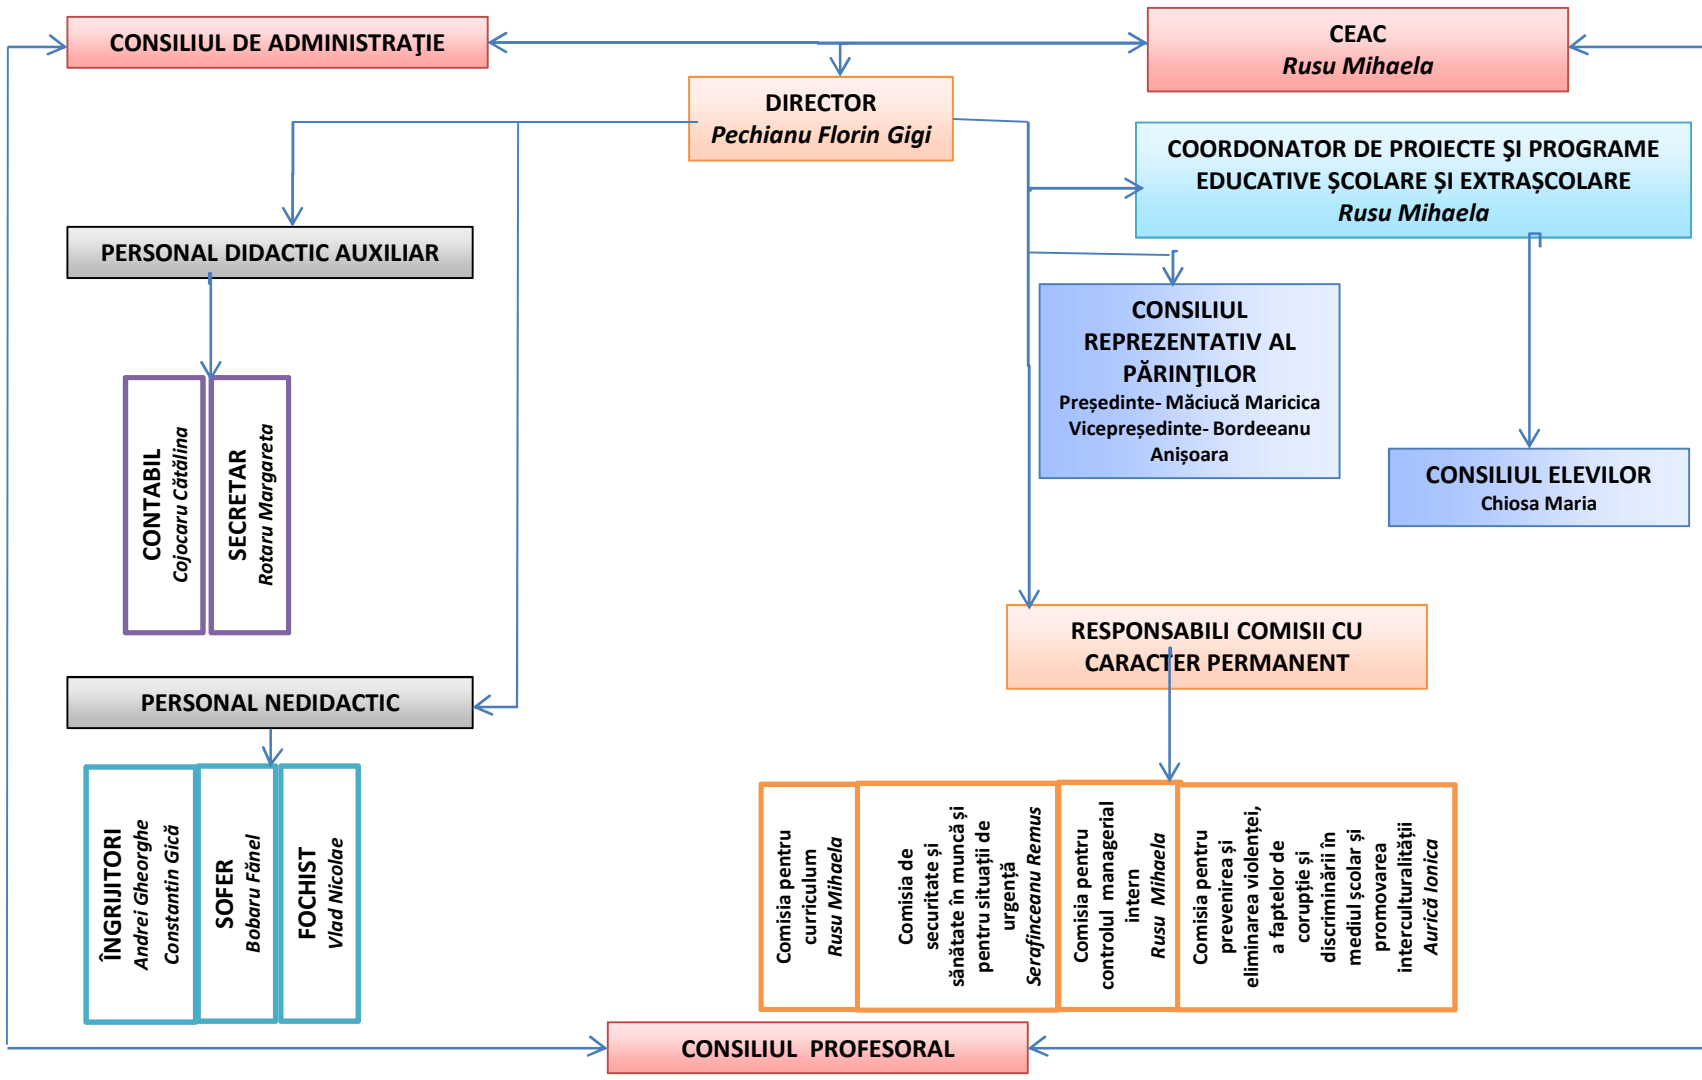 CONSILIUL DE ADMINISTRAŢIE
CEAC
Rusu Mihaela
DIRECTOR
Pechianu Florin Gigi
COORDONATOR DE PROIECTE ŞI PROGRAME
EDUCATIVE ȘCOLARE ȘI EXTRAȘCOLARE
Rusu Mihaela
PERSONAL DIDACTIC AUXILIAR
CONSILIUL
REPREZENTATIV AL
PĂRINŢILOR
Președinte- Măciucă Maricica
Vicepreședinte- Bordeeanu
Anișoara
CONTABIL
Cojocaru Cătălina
SECRETAR
Rotaru Margareta
CONSILIUL ELEVILOR
Chiosa Maria
RESPONSABILI COMISII CU
CARACTER PERMANENT
PERSONAL NEDIDACTIC
ÎNGRIJITORI
Andrei Gheorghe
Constantin Gică
SOFER
Bobaru Fănel
FOCHIST
Vlad Nicolae
Comisia pentru
curriculum
Rusu Mihaela
Comisia de
securitate și
sănătate în muncă și
pentru situații de
urgență
Serafinceanu Remus
Comisia pentru
controlul managerial
intern
Rusu Mihaela
Comisia pentru
prevenirea și
eliminarea violenței,
a faptelor de
corupție și
discriminării în
mediul școlar și
promovarea
interculturalității
Aurică Ionica
CONSILIUL PROFESORAL